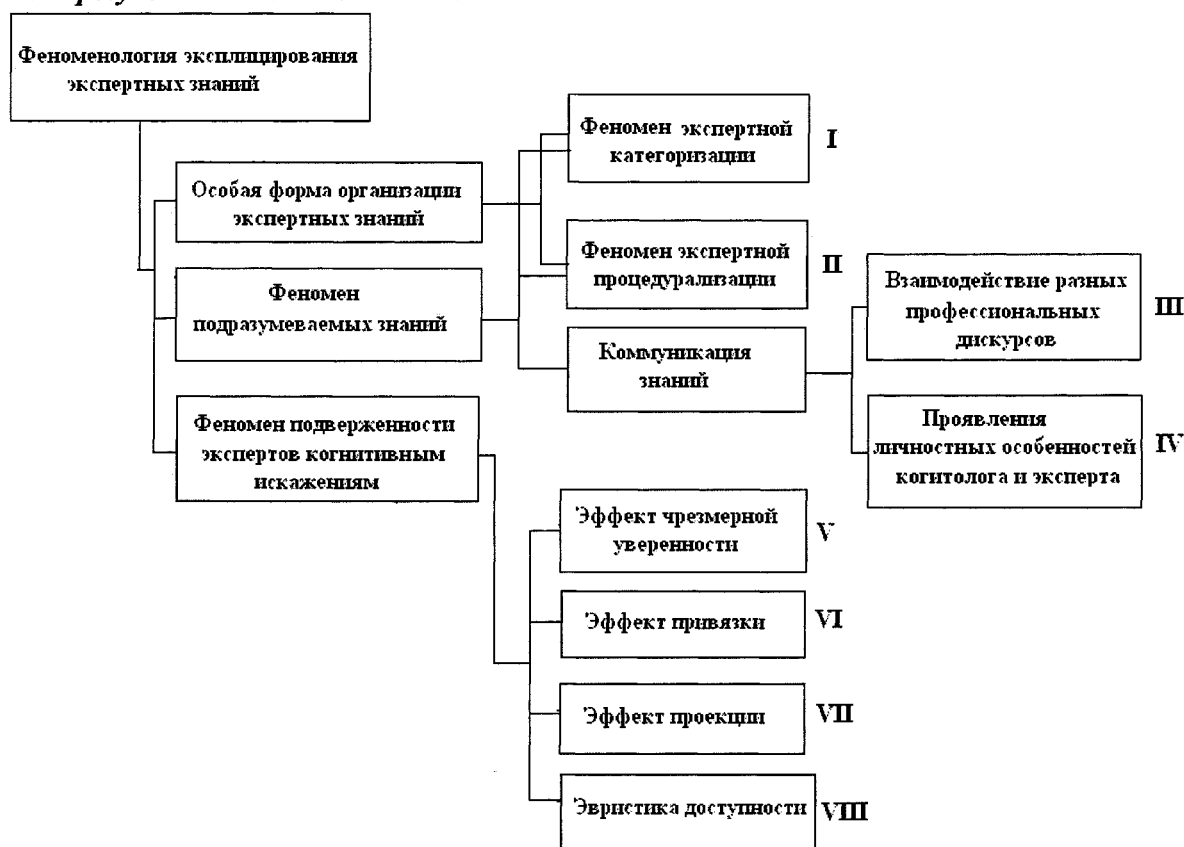 Феноменология эксплицирования
экспертных знаний
Феномен экспертной
категоризации
I
Особая форма организации
экспертных знаний
Феномен экспертной
процедурализации
II
Феномен
подразумеваемых знаний
Взаимодействие разных
профессиональных
дискурсов
III
Коммуникация
знаний
Феномен подверженности
экспертов когнитивным
искажениям
Проявления
личностных особенностей
когитолога и эксперта
IV
Эффект чрезмерной
уверенности
V
Эффект привязки
VI
Эффект проекции
VII
Эвристика доступности
VIII